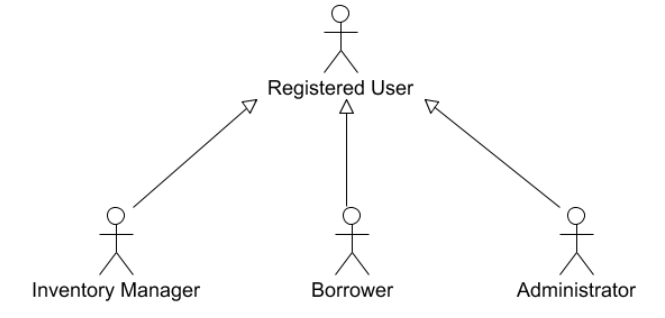 Registered User
Inventory Manager
Borrower
Administrator